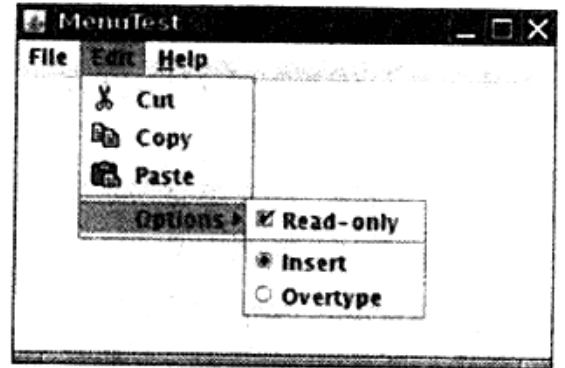 MenuTest
File Edit Help
Cut
Copy
Paste
Options
Read-only
Insert
Overtype